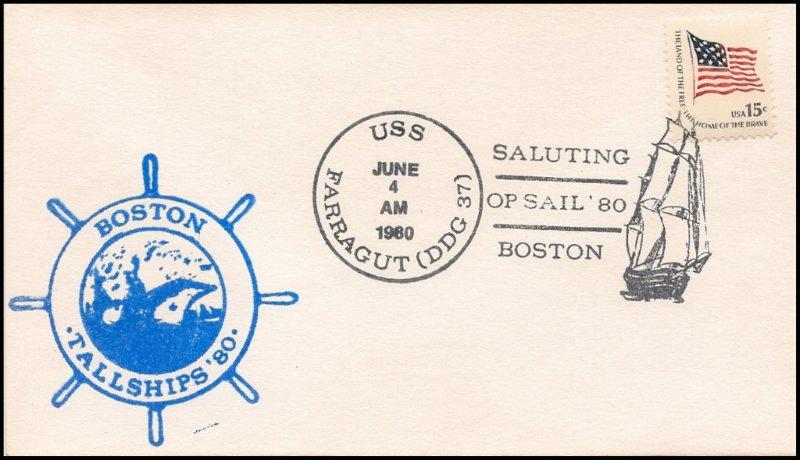 THE LAND OF THE FREE THE HOME OF THE BRAVE
USA 15c
USS
JUNE
4
AM
1980
FARRAGUT (DDG 37)
SALUTING
OP SAIL '80
BOSTON
BOSTON
• TALLSHIPS '80 •